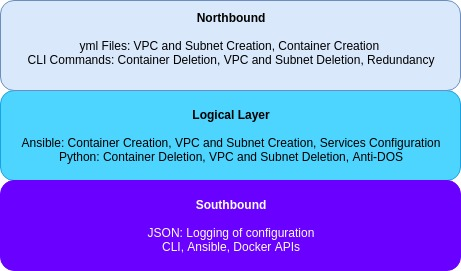 Northbound
yml Files: VPC and Subnet Creation, Container Creation
CLI Commands: Container Deletion, VPC and Subnet Deletion, Redundancy
Logical Layer
Ansible: Container Creation, VPC and Subnet Creation, Services Configuration
Python: Container Deletion, VPC and Subnet Deletion, Anti-DOS
Southbound
JSON: Logging of configuration
CLI, Ansible, Docker APIs